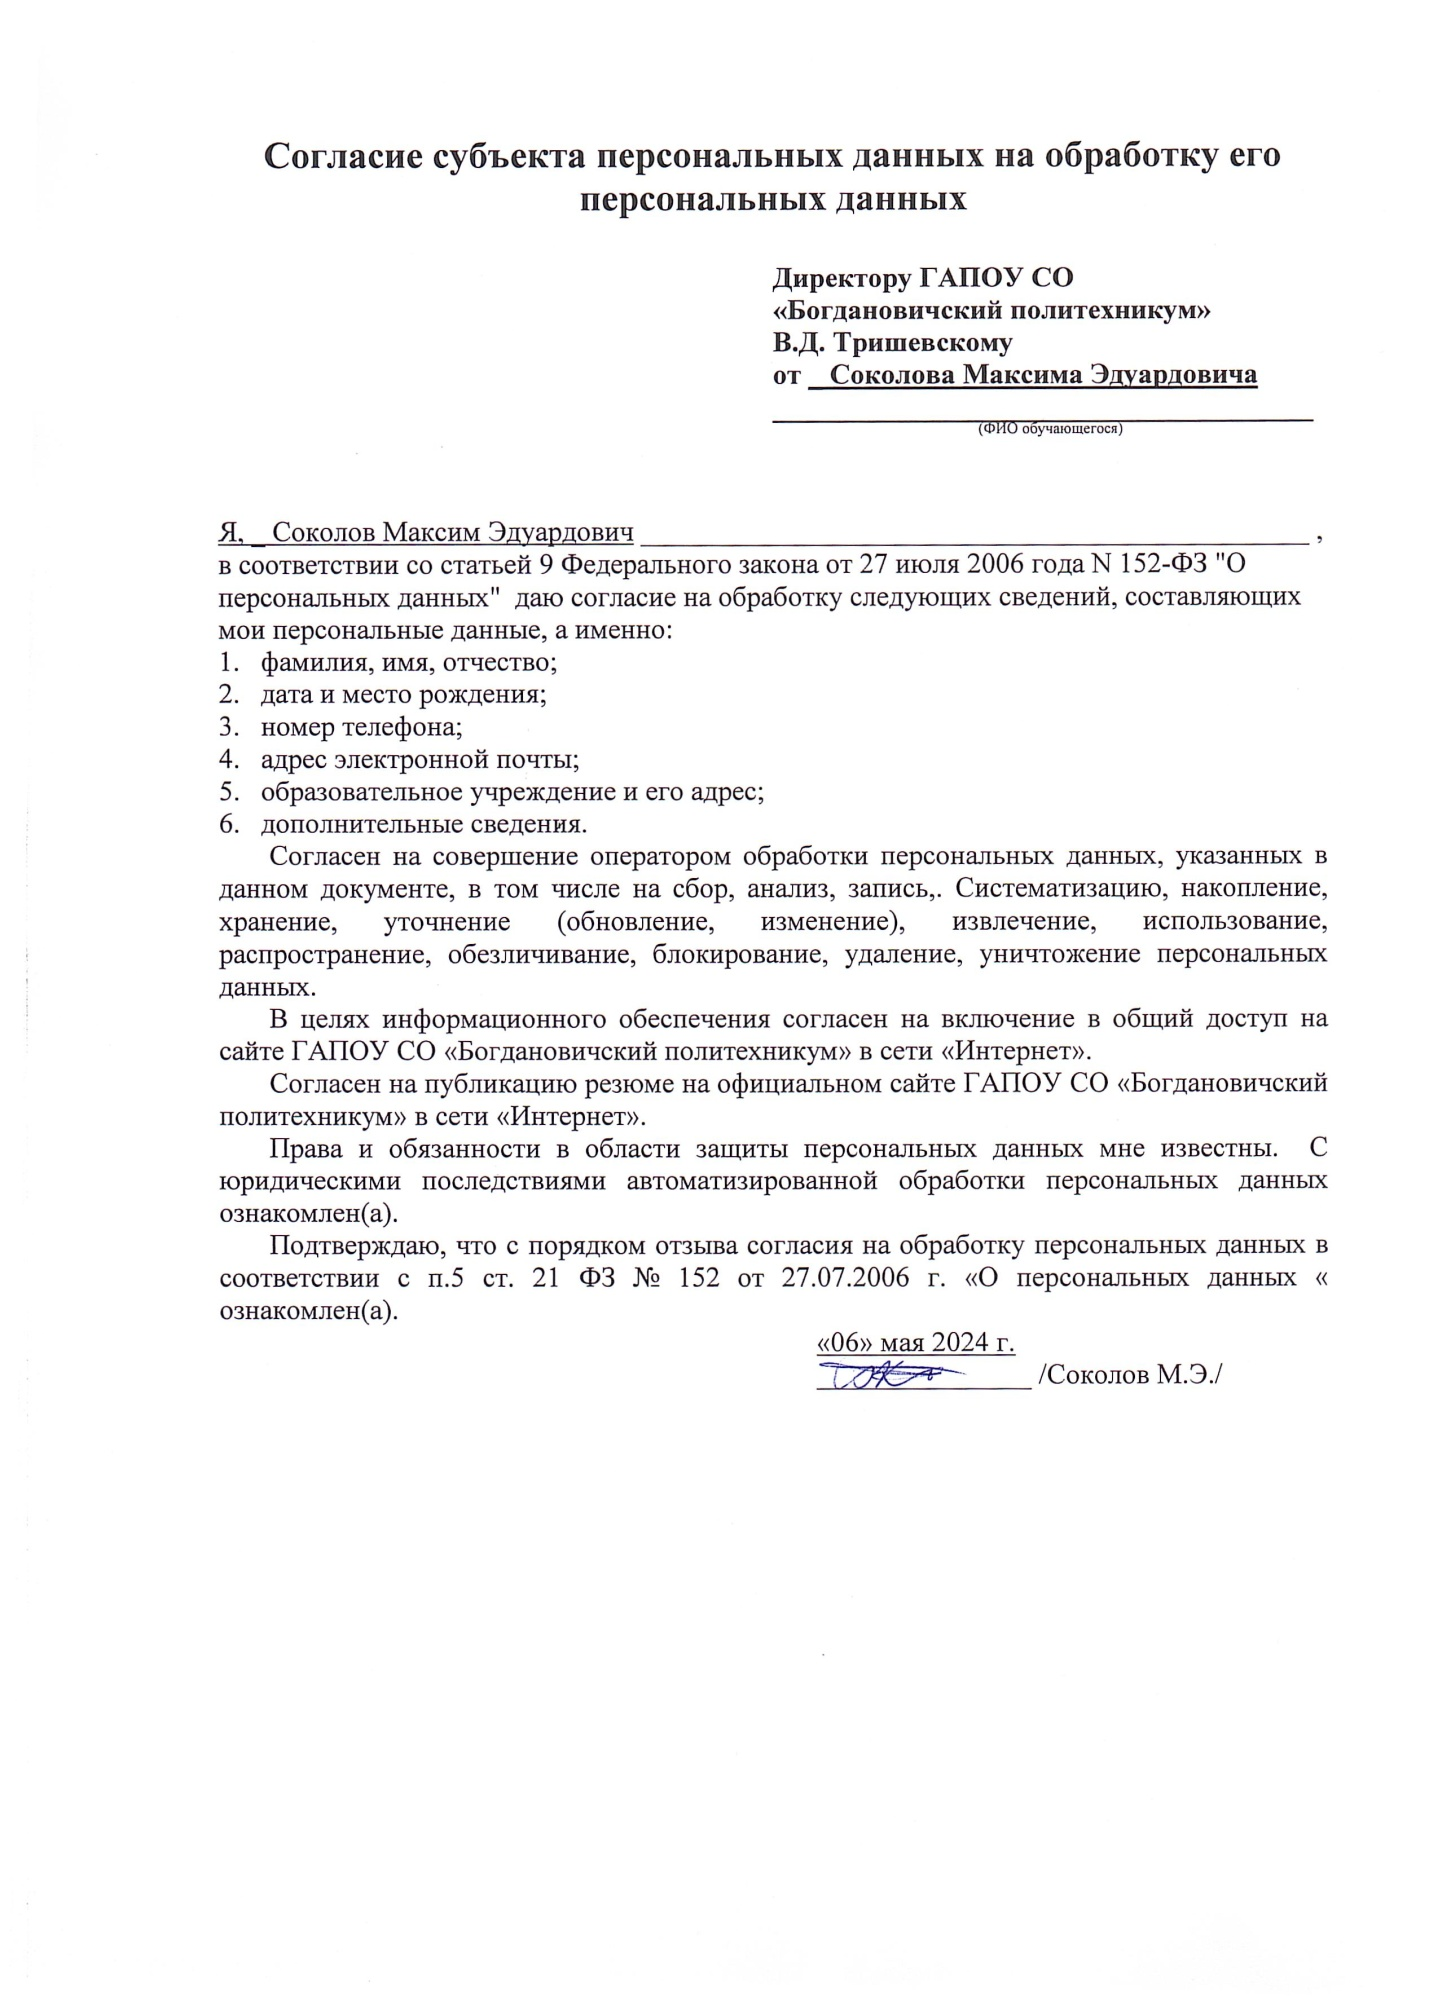 Согласие субъекта персональных данных на обработку его
персональных данных
Директору ГАПОУ СО
«Богдановичский политехникум»
В.Д. Тришевскому
от __Соколова Максима Эдуардовича
(ФИО обучающегося)
Я, _ Соколов Максим Эдуардович ________________________________________________ ,
в соответствии со статьей 9 Федерального закона от 27 июля 2006 года N 152-ФЗ "О
персональных данных"  даю согласие на обработку следующих сведений, составляющих
мои персональные данные, а именно:
1. фамилия, имя, отчество;
2. дата и место рождения;
3. номер телефона;
4. адрес электронной почты;
5. образовательное учреждение и его адрес;
6. дополнительные сведения.
Согласен на совершение оператором обработки персональных данных, указанных в
данном документе, в том числе на сбор, анализ, запись,. Систематизацию, накопление,
хранение, уточнение (обновление, изменение), извлечение, использование,
распространение, обезличивание, блокирование, удаление, уничтожение персональных
данных.
В целях информационного обеспечения согласен на включение в общий доступ на
сайте ГАПОУ СО «Богдановичский политехникум» в сети «Интернет».
Согласен на публикацию резюме на официальном сайте ГАПОУ СО «Богдановичский
политехникум» в сети «Интернет».
Права и обязанности в области защиты персональных данных мне известны.  С
юридическими последствиями автоматизированной обработки персональных данных
ознакомлен(а).
Подтверждаю, что с порядком отзыва согласия на обработку персональных данных в
соответствии с п.5 ст. 21 ФЗ № 152 от 27.07.2006 г. «О персональных данных «
ознакомлен(а).
«06» мая 2024 г.
_______________ /Соколов М.Э./